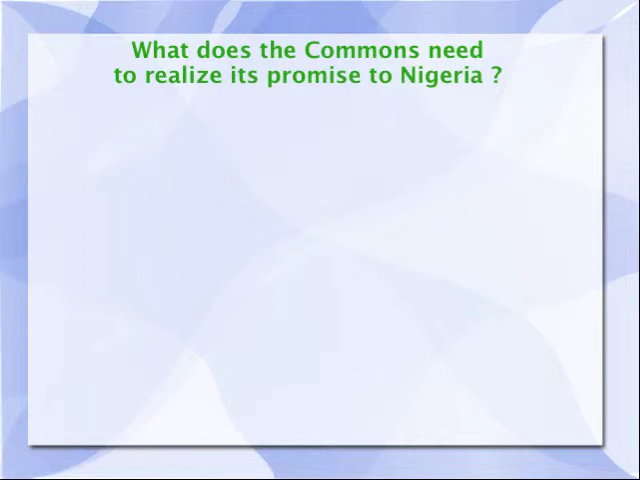 What does the Commons need
to realize its promise to Nigeria ?